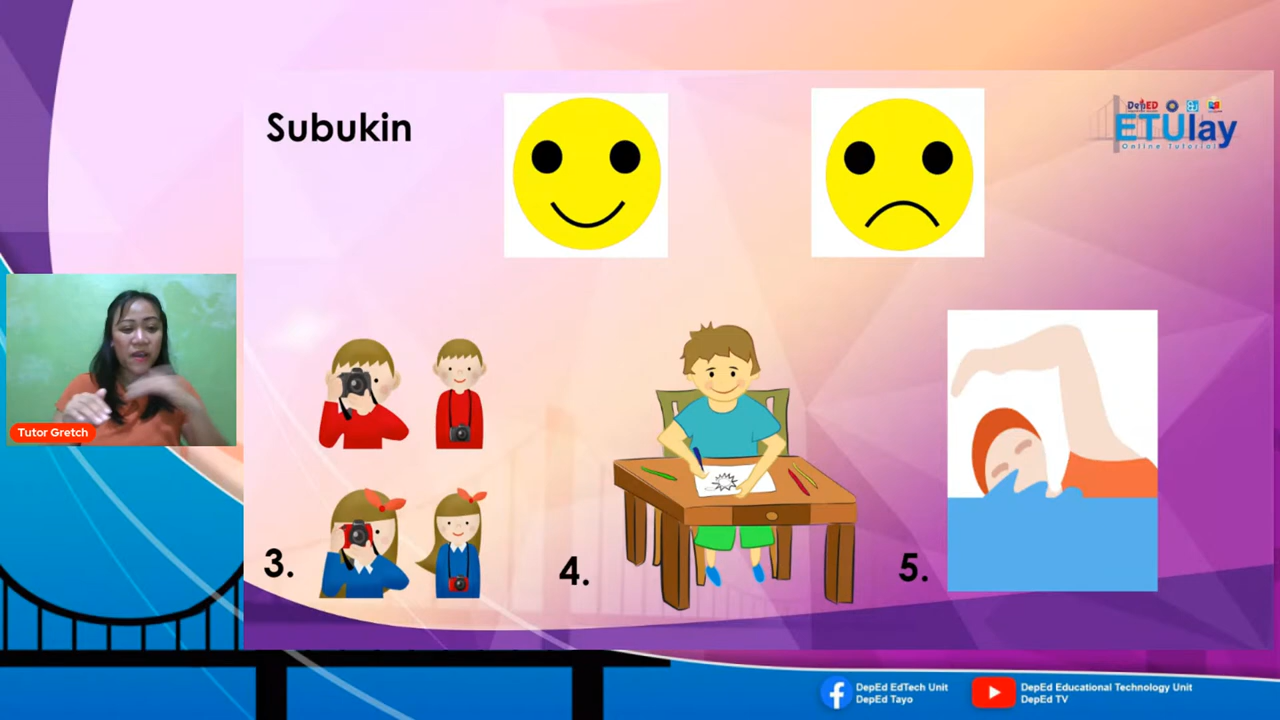 Subukin
DepED
ETUlay
Online Tutorial
Tutor Gretch
3.
4.
5.
DepEd EdTech Unit
DepEd Tayo
DepEd Educational Technology Unit
DepEd TV